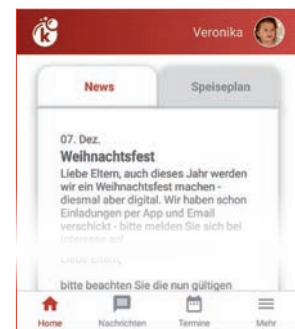 k
Veronika
News
Speiseplan
07. Dez.
Weihnachtsfest
Liebe Eltern, auch dieses Jahr werden
wir ein Weihnachtsfest machen -
diesmal aber digital. Wir haben schon
Einladungen per App und Email
verschickt - bitte melden Sie sich bei
Interesse an!
Liebe Eltern,
bitte beachten Sie die nun gültigen
Home
Nachrichten
Termine
Mehr